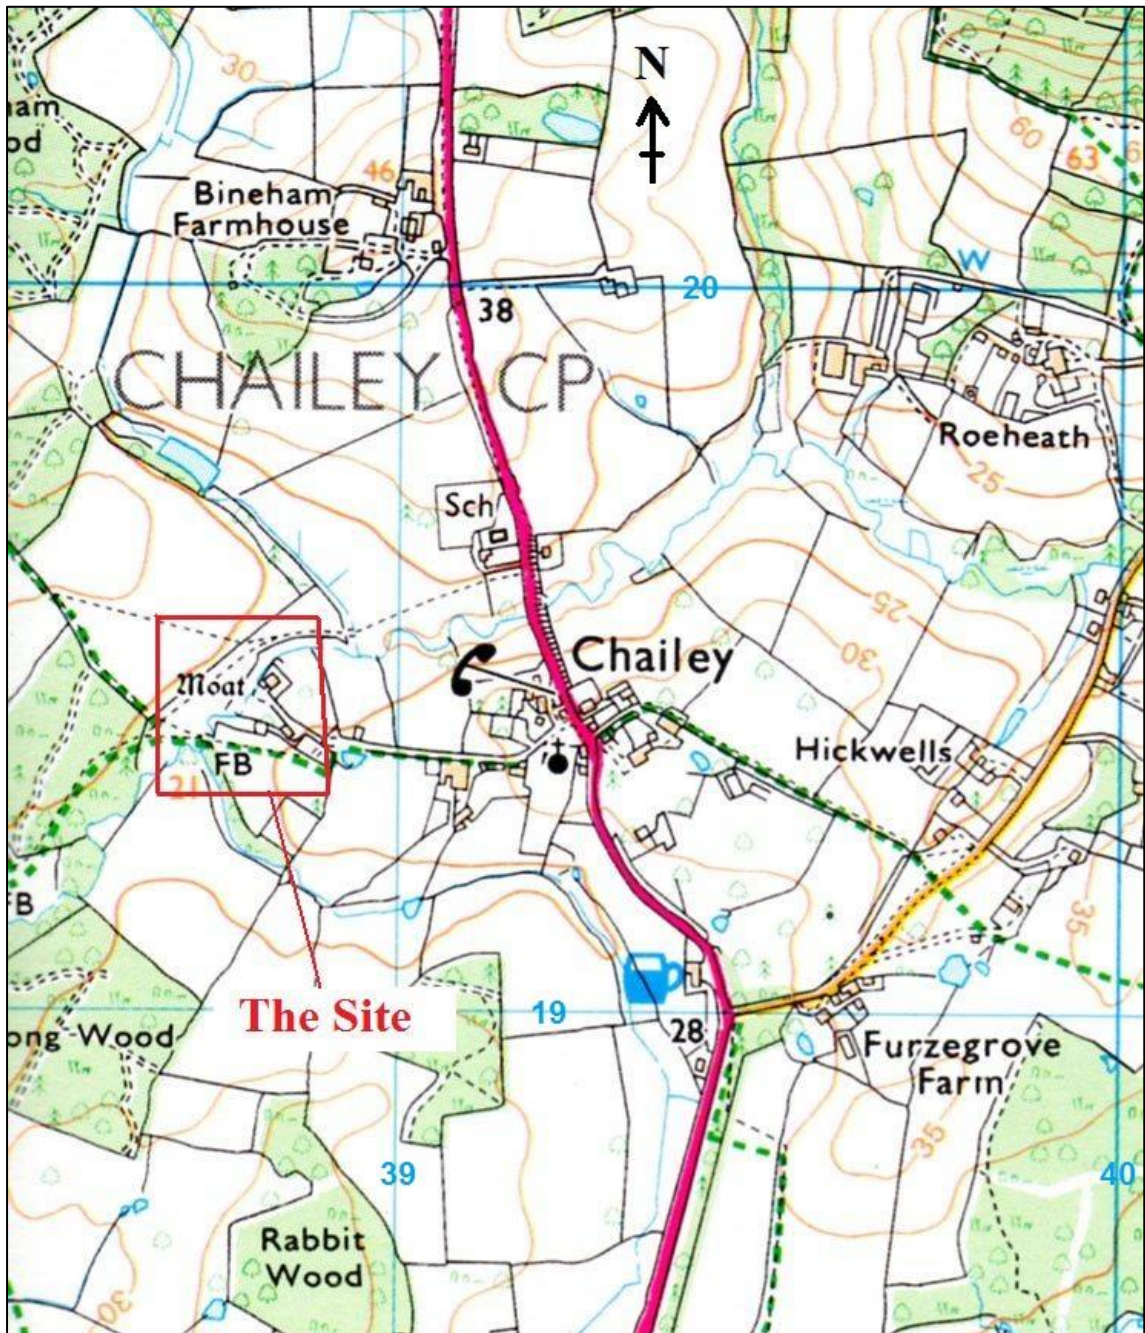 30
N
ham
od
60
63
6
46
Bineham
Farmhouse
W
20
38
CHAILEY CP
Roeheath
25
Sch
25
Chailey
30
Moat
Hickwells
FB
21
FB
35
19
The Site
ong Wood
28
Furzegrove
Farm
35
39
40
Rabbit
Wood
30